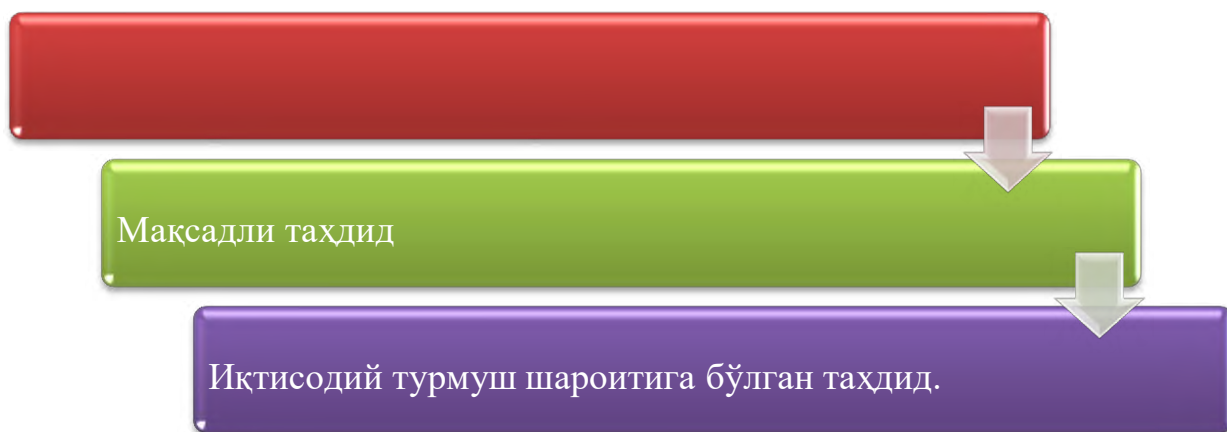 Мақсадли таҳдид
Иқтисодий турмуш шароитига бўлган таҳдид.